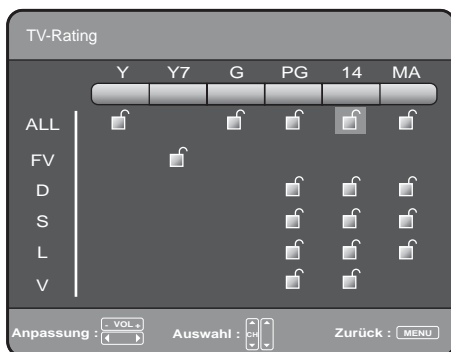 TV-Rating
Y Y7 G PG 14 MA
ALL
FV
D
S
L
V
Anpassung : - VOL + Auswahl : CH Zurück : MENU